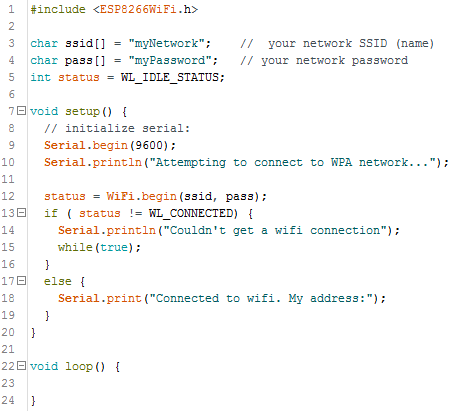 1 #include <ESP8266WiFi.h>
2
3 char ssid[] = "myNetwork";    //  your network SSID (name)
4 char pass[] = "myPassword";   // your network password
5 int status = WL_IDLE_STATUS;
6
7 void setup() {
8   // initialize serial:
9   Serial.begin(9600);
10   Serial.println("Attempting to connect to WPA network...");
11
12   status = WiFi.begin(ssid, pass);
13   if ( status != WL_CONNECTED) {
14     Serial.println("Couldn't get a wifi connection");
15     while(true);
16   }
17   else {
18     Serial.print("Connected to wifi. My address:");
19   }
20 }
21
22 void loop() {
23
24 }